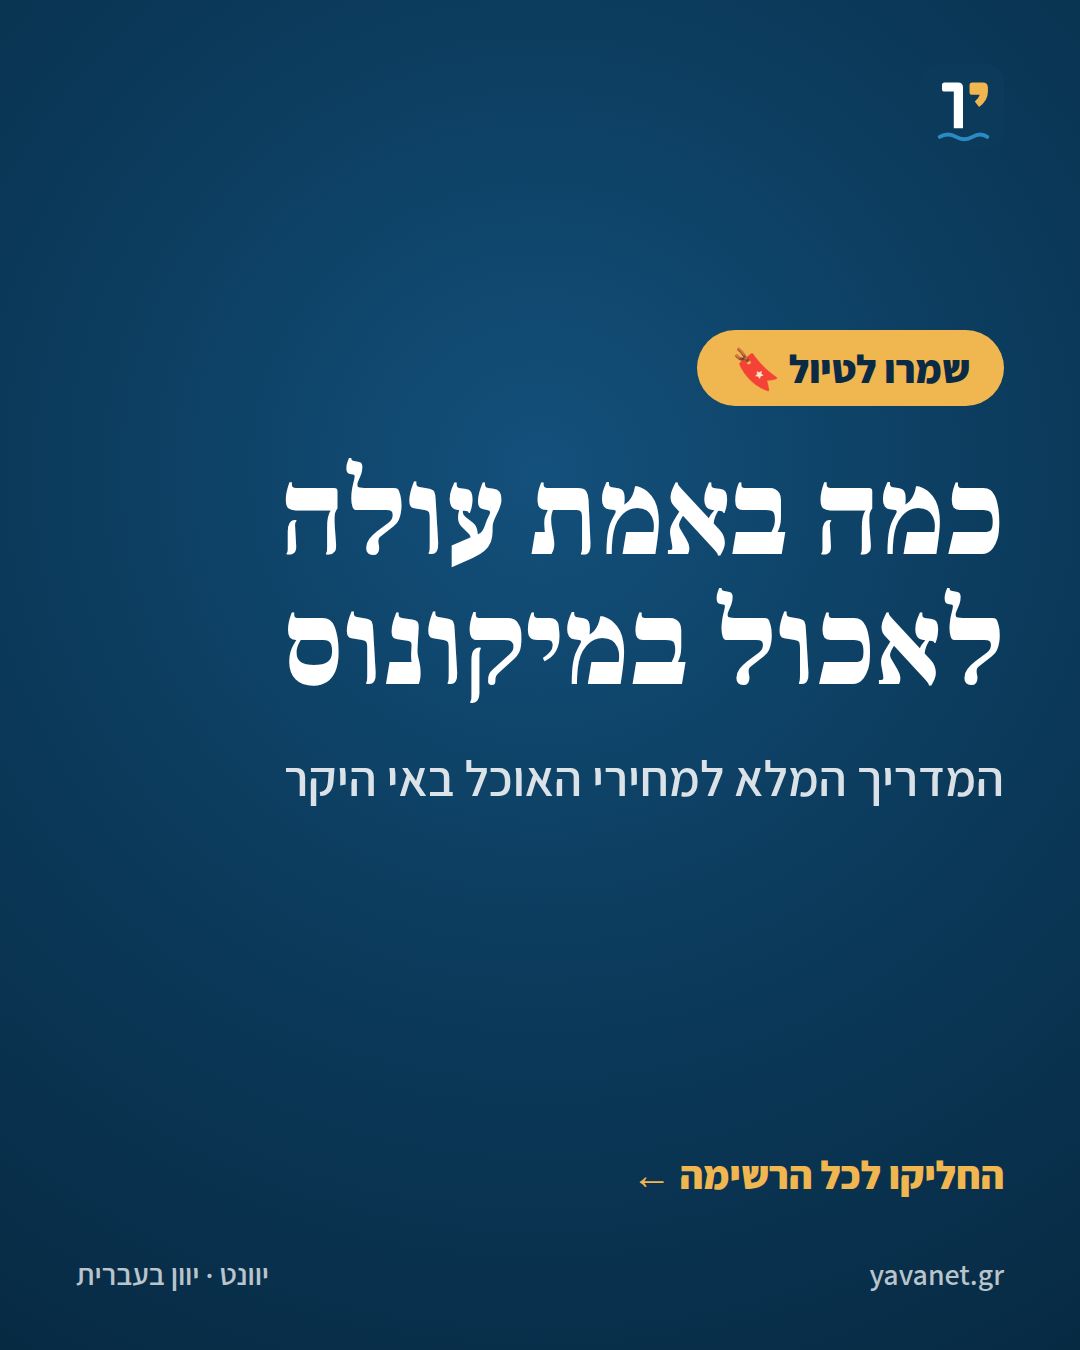 יו
שמרו לטיול 🔖
כמה באמת עולה
לאכול במיקונוס
המדריך המלא למחירי האוכל באי היקר
החליקו לכל הרשימה ←
yavanet.gr
יוונט · יוון בעברית